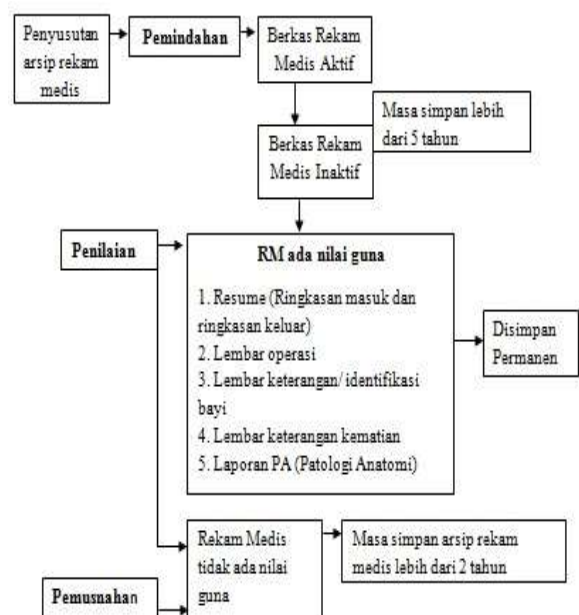 Penyusutan
arsip rekam
medis
Pemindahan
Berkas Rekam
Medis Aktif
Masa simpan lebih
dari 5 tahun
Berkas Rekam
Medis Inaktif
Penilaian
RM ada nilai guna
1. Resume (Ringkasan masuk dan
ringkasan keluar)
2. Lembar operasi
3. Lembar keterangan/ identifikasi
bayi
4. Lembar keterangan kematian
5. Laporan PA (Patologi Anatomi)
Disimpan
Permanen
Rekam Medis
tidak ada nilai
guna
Masa simpan arsip rekam
medis lebih dari 2 tahun
Pemusnahan